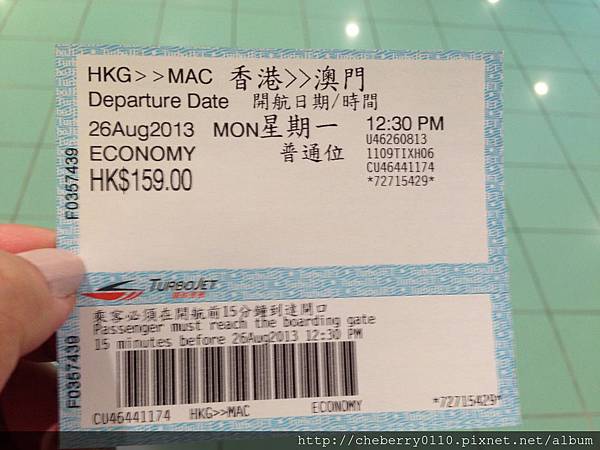 HKG>>MAC 香港>>澳門
Departure Date 開航日期/時間
26Aug2013 MON星期一 12:30 PM
U46260813
ECONOMY 普通位 1109TIXH06
CU46441174
HK$159.00 *72715429*
F0357439
TURBOJET
乘客必須在開航前15分鐘到達閘口
Passenger must reach the boarding gate
15 minutes before 26Aug2013 12:30 PM
F0357439
CU46441174 HKG>>MAC ECONOMY *72715429*
http://cheberry0110.pixnet.net/album